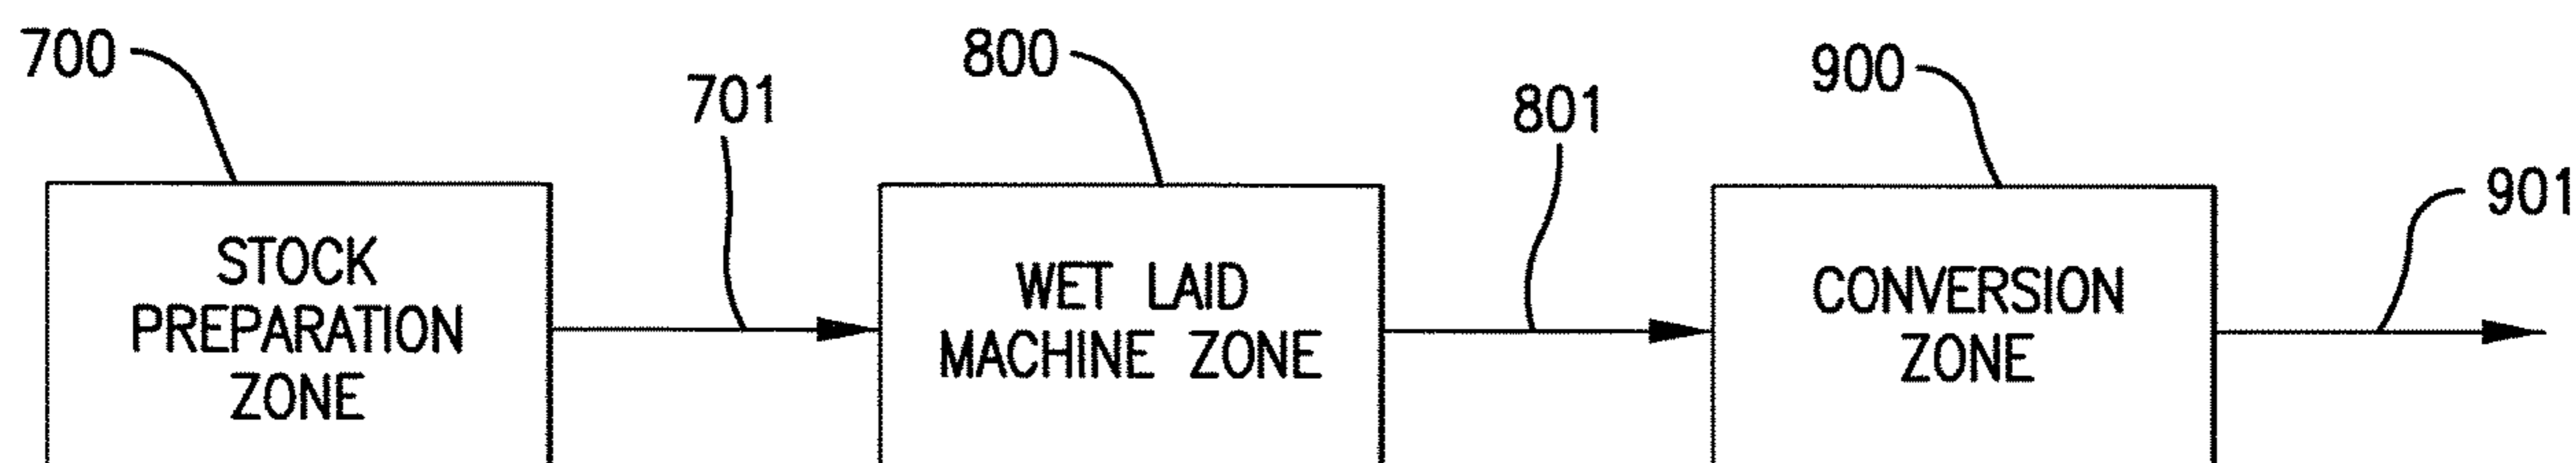 700
701
800
801
900
901
STOCK
PREPARATION
ZONE
WET LAID
MACHINE ZONE
CONVERSION
ZONE